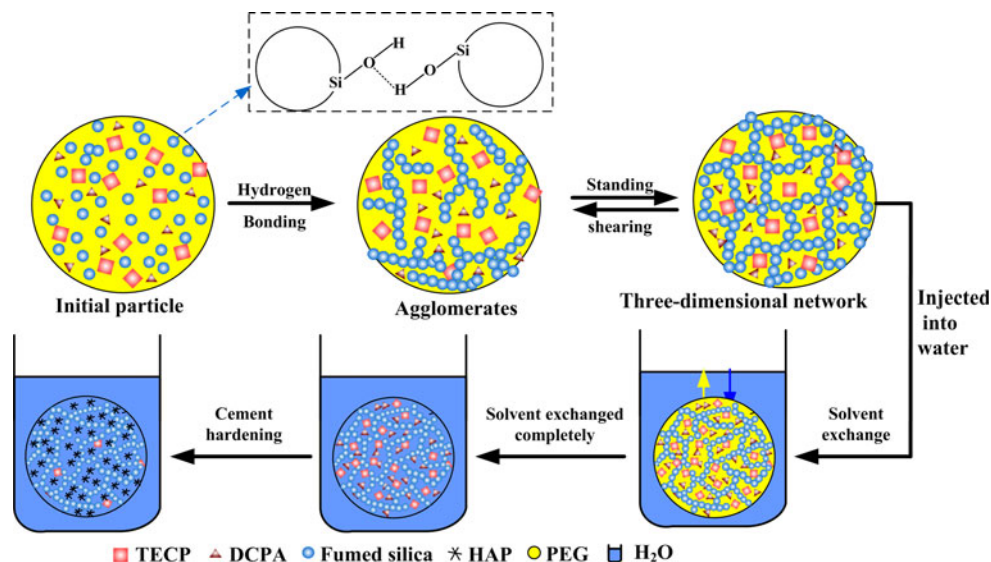 H
Si
O
Si
O
H
Hydrogen
Bonding
Standing
shearing
Initial particle
Agglomerates
Three-dimensional network
Injected
into
water
Cement
hardening
Solvent exchanged
completely
Solvent
exchange
TECP DCPA Fumed silica HAP PEG H₂O